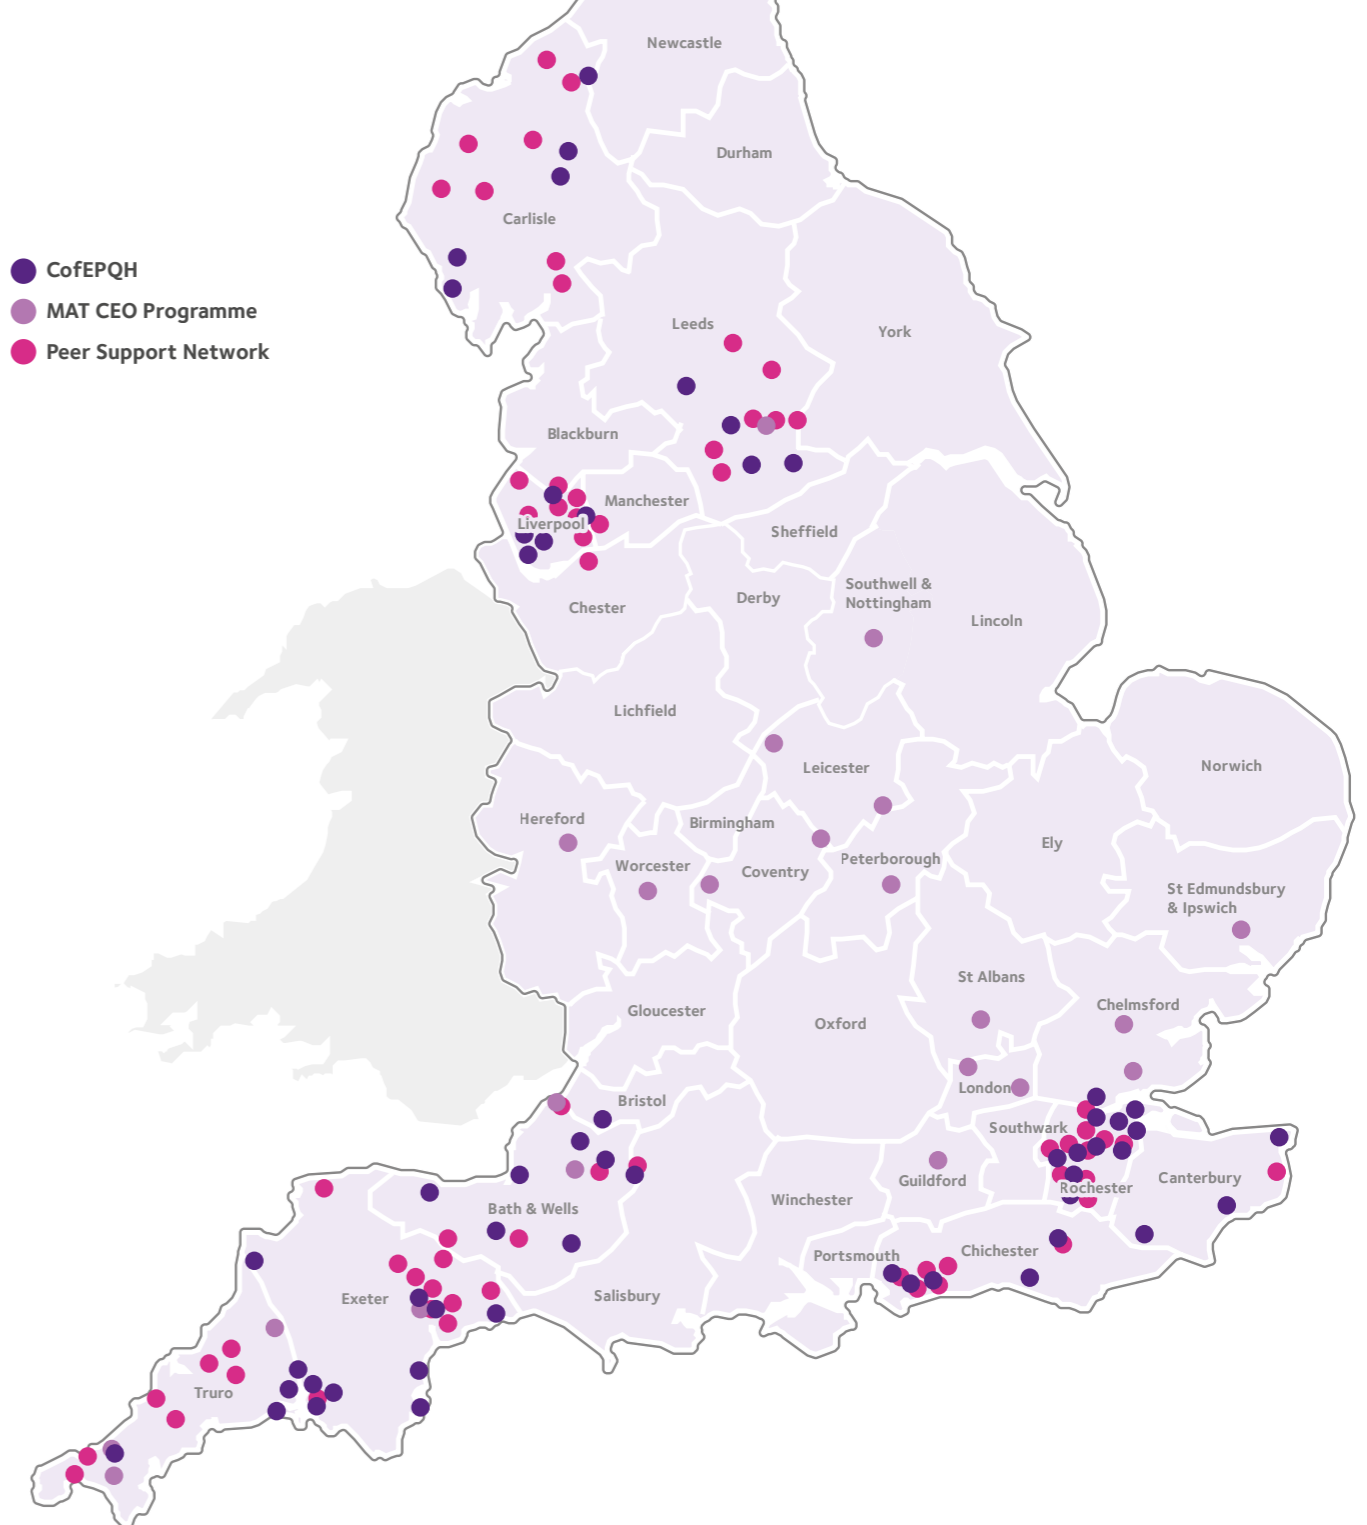 Newcastle
Durham
Carlisle
CofEPQH
MAT CEO Programme
Peer Support Network
Leeds
York
Blackburn
Manchester
Liverpool
Sheffield
Southwell &
Nottingham
Derby
Chester
Lincoln
Lichfield
Leicester
Norwich
Hereford
Birmingham
Ely
Peterborough
Worcester
Coventry
St Edmundsbury
& Ipswich
St Albans
Chelmsford
Gloucester
Oxford
London
Bristol
Southwark
Canterbury
Guildford
Rochester
Winchester
Bath & Wells
Chichester
Portsmouth
Salisbury
Exeter
Truro